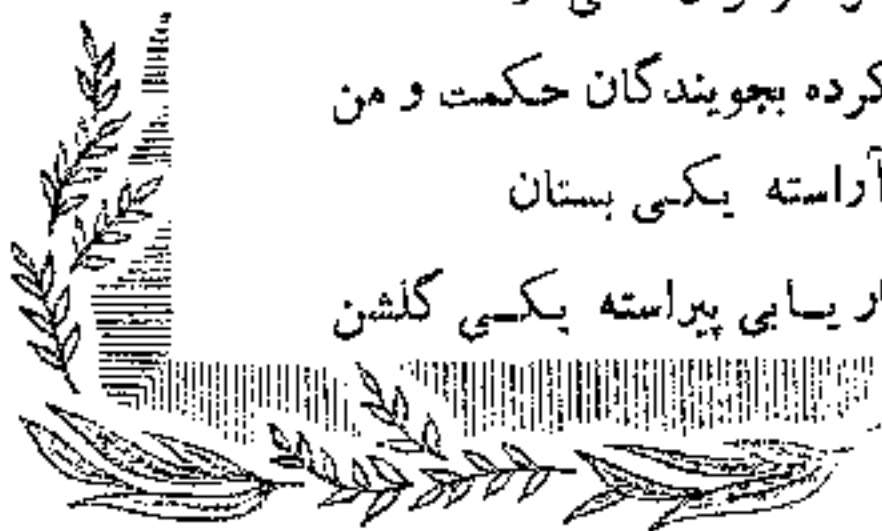 کرده بجویندگان حکمت و من
آراسته یکی بستان
یابی پیراسته یکی گلشن